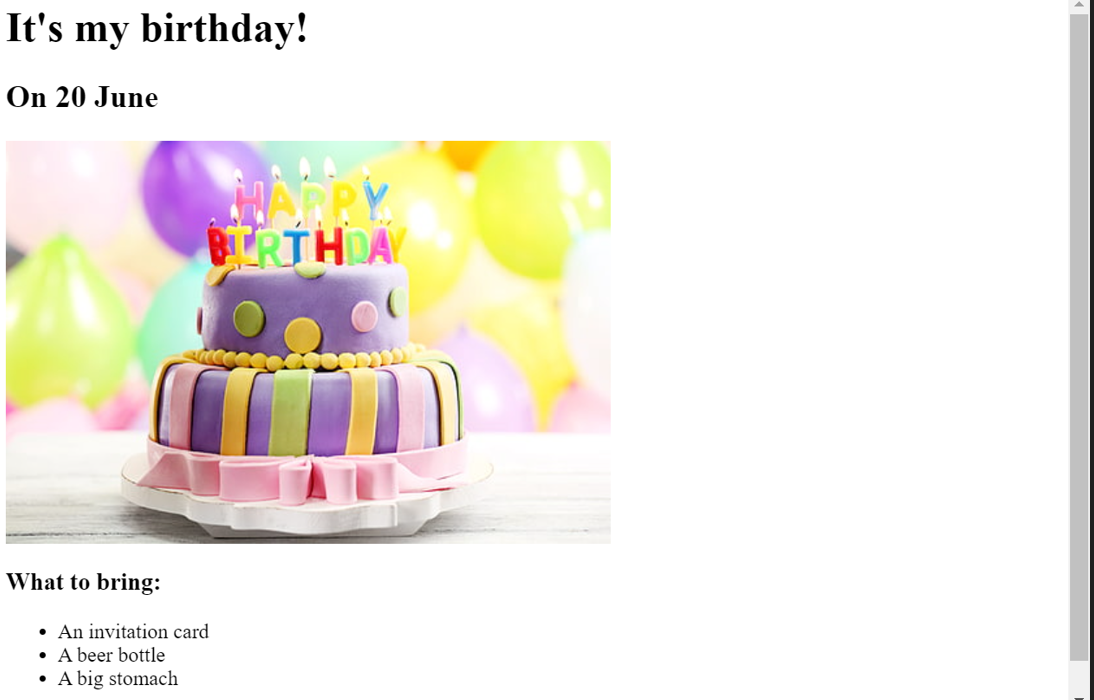 It's my birthday!
On 20 June
HAPPY
BIRTHDAY
What to bring:
An invitation card
A beer bottle
A big stomach